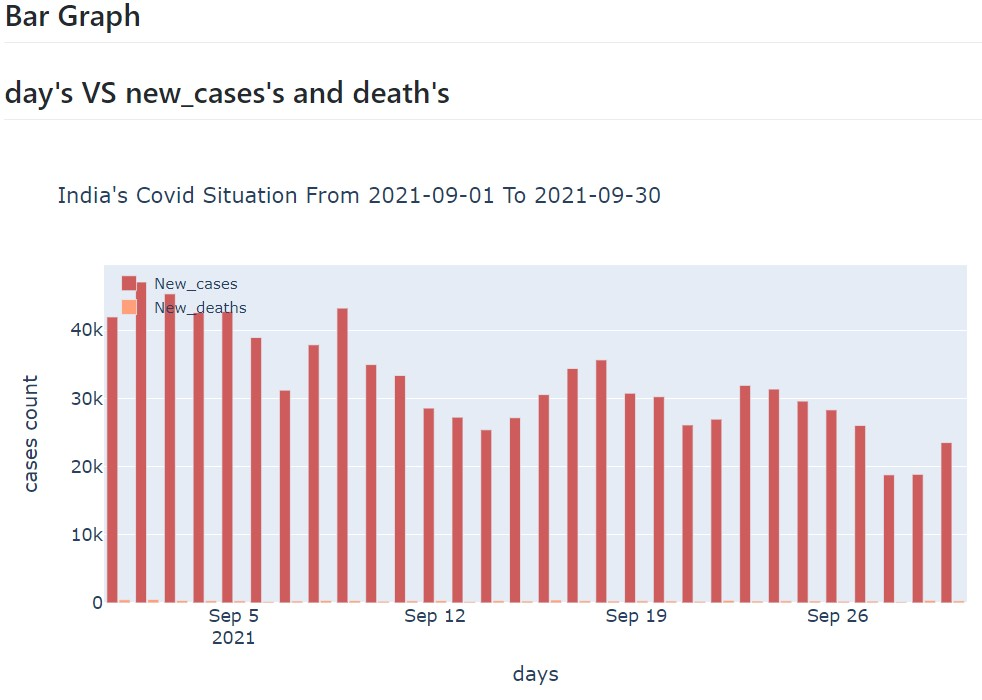 Bar Graph
day's VS new_cases's and death's
India's Covid Situation From 2021-09-01 To 2021-09-30
New_cases
New_deaths
40k
30k
20k
10k
0
cases count
Sep 5 Sep 12 Sep 19 Sep 26
2021
days